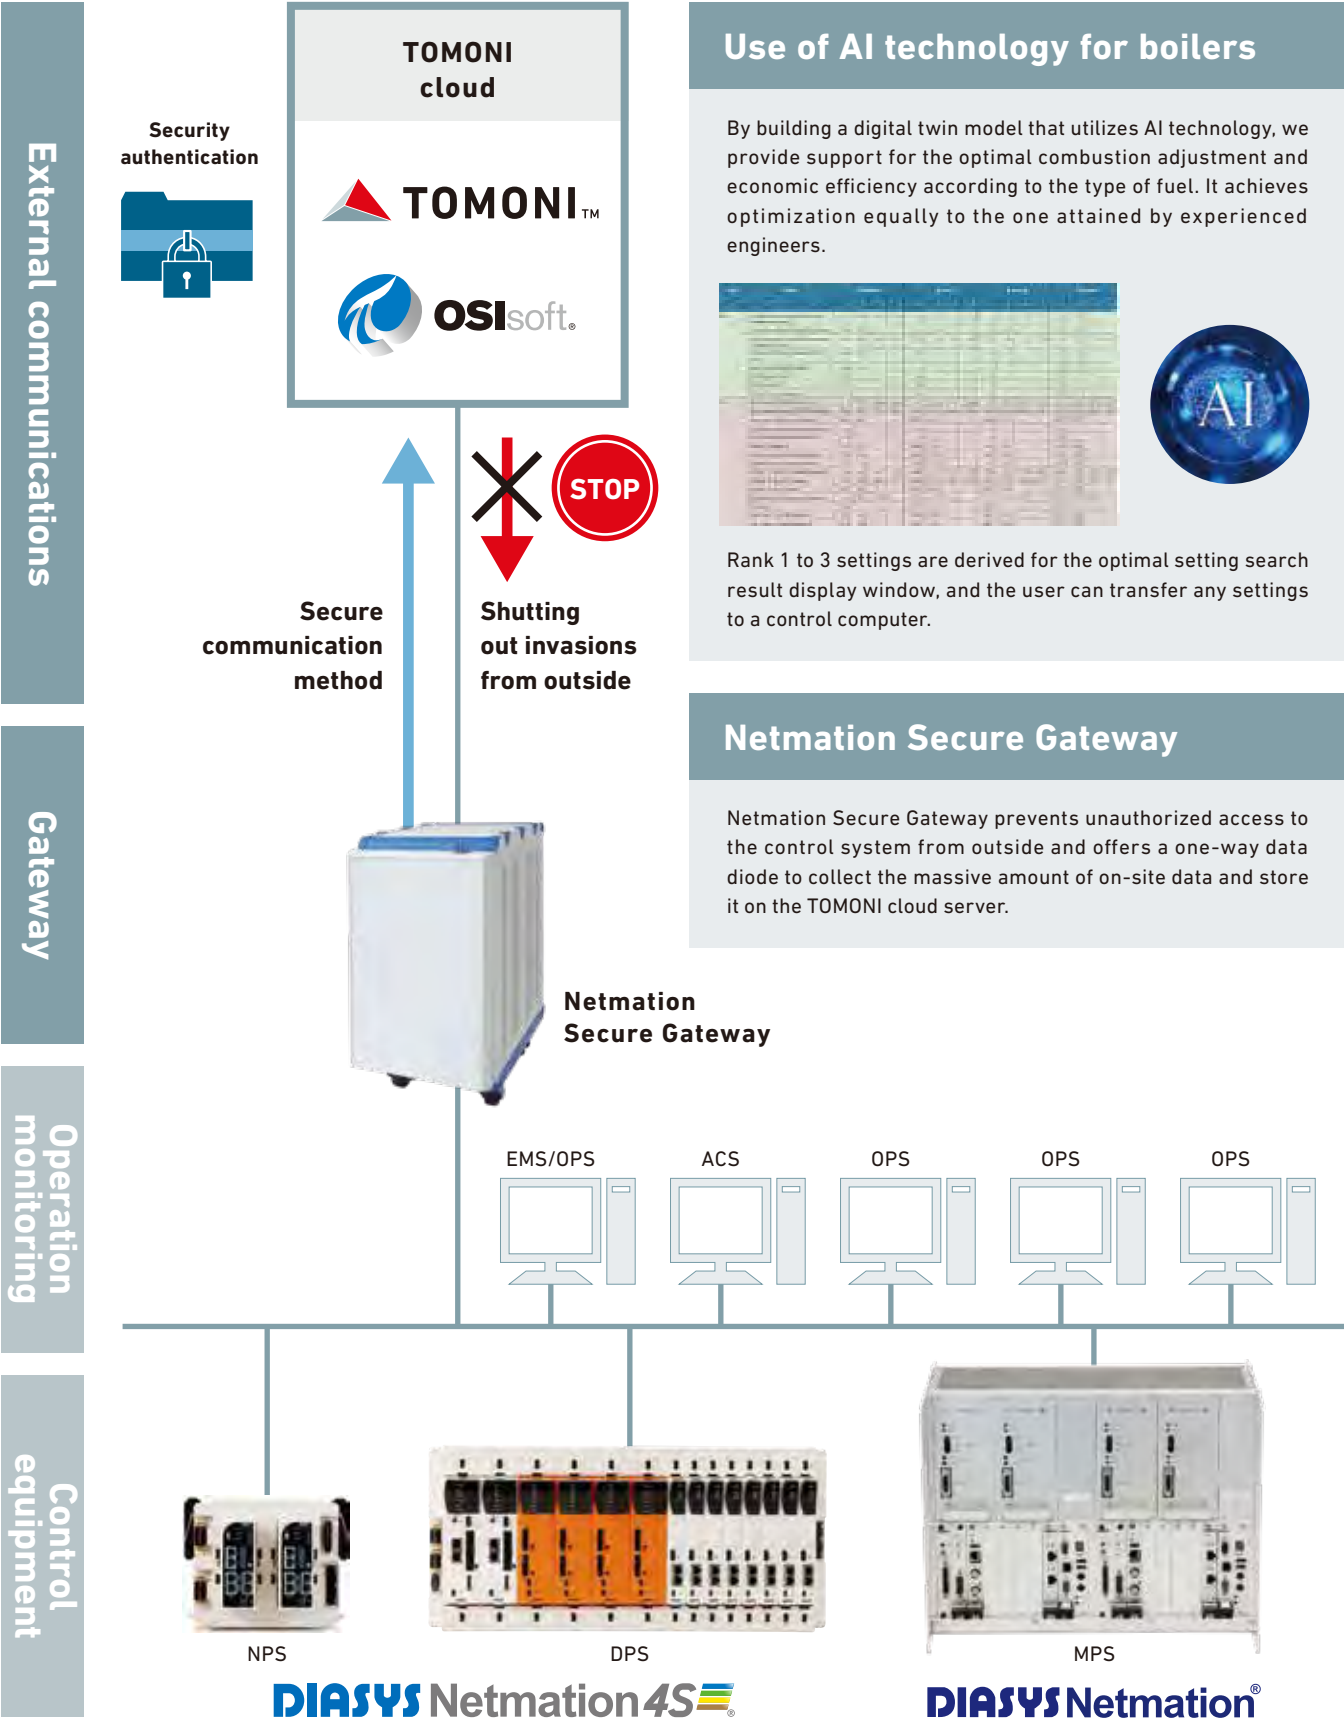 External communications
Gateway
Operation
monitoring
Control
equipment
TOMONI
cloud
Security
authentication
TOMONI™
OSIsoft®
STOP
Secure
communication
method
Shutting
out invasions
from outside
Use of AI technology for boilers
By building a digital twin model that utilizes AI technology, we
provide support for the optimal combustion adjustment and
economic efficiency according to the type of fuel. It achieves
optimization equally to the one attained by experienced
engineers.
AI
Rank 1 to 3 settings are derived for the optimal setting search
result display window, and the user can transfer any settings
to a control computer.
Netmation Secure Gateway
Netmation Secure Gateway prevents unauthorized access to
the control system from outside and offers a one-way data
diode to collect the massive amount of on-site data and store
it on the TOMONI cloud server.
Netmation
Secure Gateway
EMS/OPS
ACS
OPS
OPS
OPS
NPS
DPS
MPS
DIASYS Netmation 4S®
DIASYS Netmation®